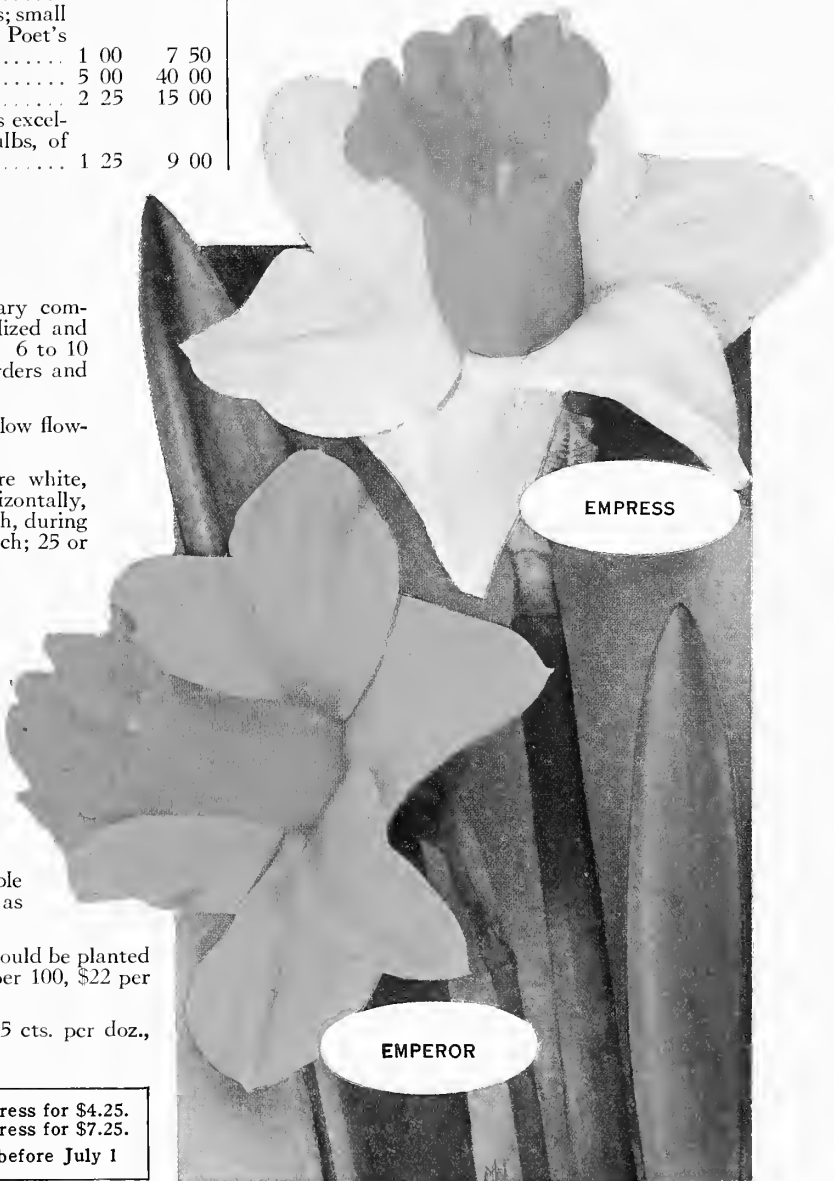 s; small
Poet's
...... 1 00 7 50
...... 5 00 40 00
...... 2 25 15 00
s excel-
ulbs, of
...... 1 25 9 00
ary com-
lized and
6 to 10
rders and
low flow-
re white,
izontally,
h, during
ch; 25 or
EMPRESS
ble
as
ould be planted
per 100, $22 per
5 cts. per doz.,
EMPEROR
ress for $4.25.
ress for $7.25.
before July 1